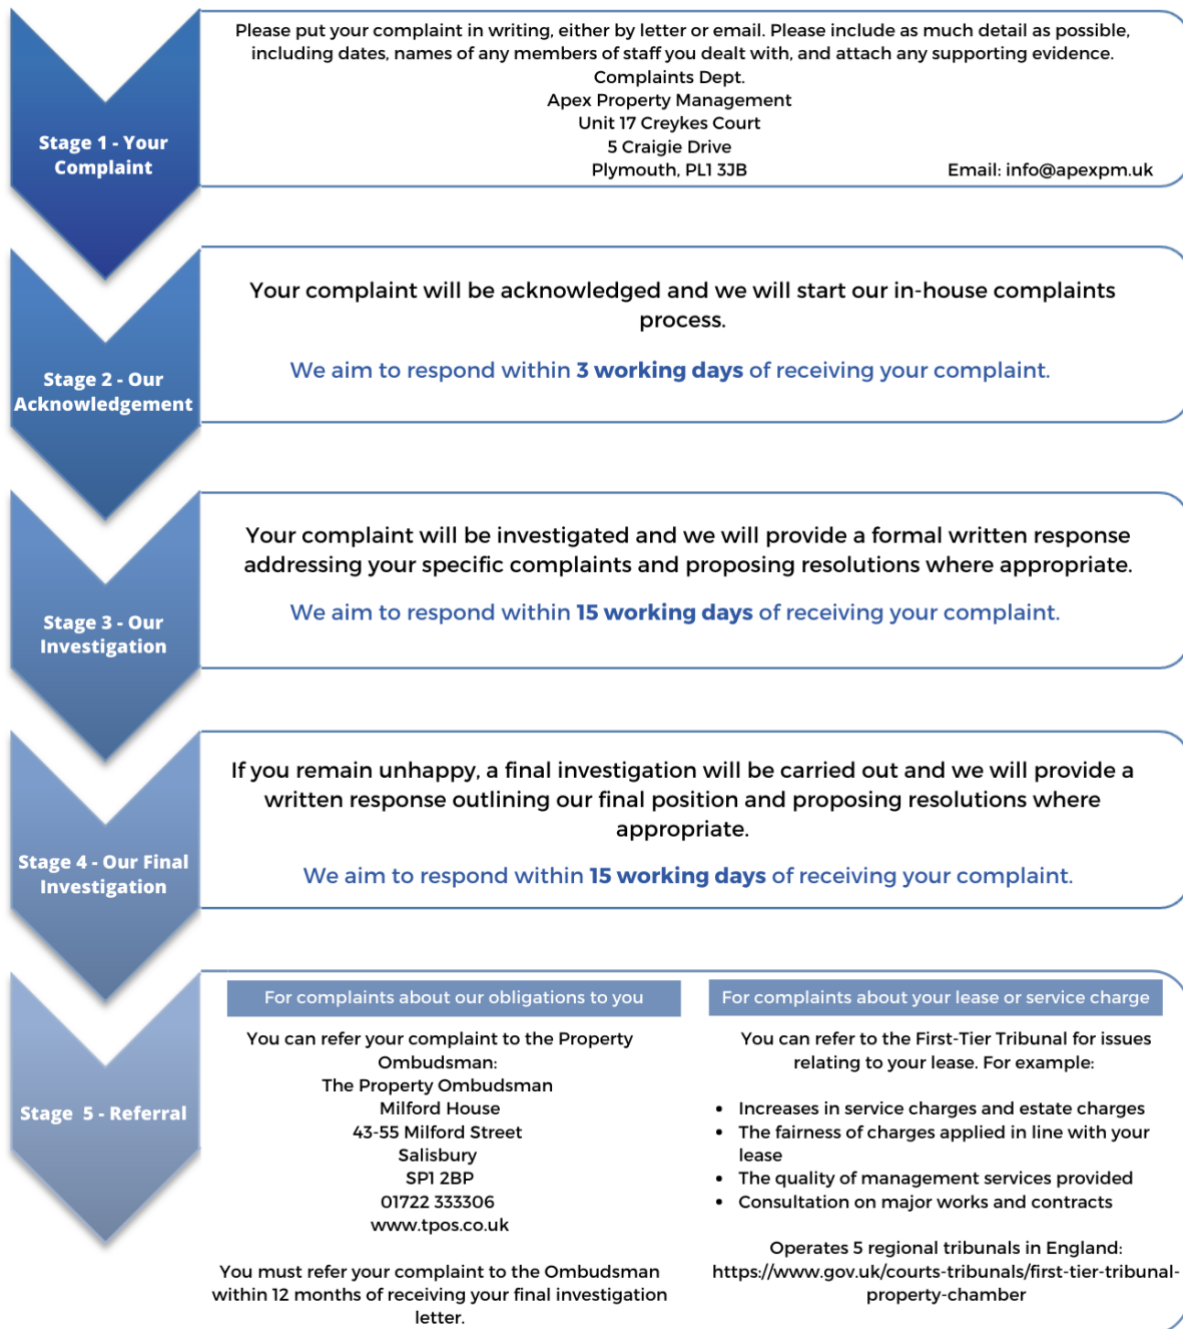 Stage 1 - Your
Complaint
Please put your complaint in writing, either by letter or email. Please include as much detail as possible,
including dates, names of any members of staff you dealt with, and attach any supporting evidence.
Complaints Dept.
Apex Property Management
Unit 17 Creykes Court
5 Craigie Drive
Plymouth, PL1 3JB
Email: info@apexpm.uk
Stage 2 - Our
Acknowledgement
Your complaint will be acknowledged and we will start our in-house complaints
process.
We aim to respond within 3 working days of receiving your complaint.
Stage 3 - Our
Investigation
Your complaint will be investigated and we will provide a formal written response
addressing your specific complaints and proposing resolutions where appropriate.
We aim to respond within 15 working days of receiving your complaint.
Stage 4 - Our Final
Investigation
If you remain unhappy, a final investigation will be carried out and we will provide a
written response outlining our final position and proposing resolutions where
appropriate.
We aim to respond within 15 working days of receiving your complaint.
Stage 5 - Referral
For complaints about our obligations to you
You can refer your complaint to the Property
Ombudsman:
The Property Ombudsman
Milford House
43-55 Milford Street
Salisbury
SP1 2BP
01722 333306
www.tpos.co.uk
You must refer your complaint to the Ombudsman
within 12 months of receiving your final investigation
letter.
For complaints about your lease or service charge
You can refer to the First-Tier Tribunal for issues
relating to your lease. For example:
• Increases in service charges and estate charges
• The fairness of charges applied in line with your
lease
• The quality of management services provided
• Consultation on major works and contracts
Operates 5 regional tribunals in England:
https://www.gov.uk/courts-tribunals/first-tier-tribunal-
property-chamber